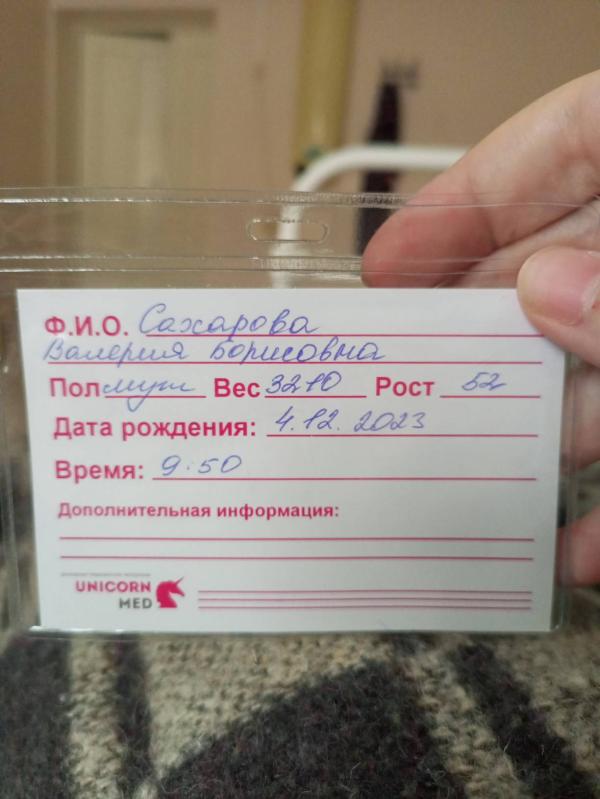 Ф.И.О. Сахарова
Валерия Борисовна
Пол муж Вес 3210 Рост 52
Дата рождения: 4.12.2023
Время: 9:50
Дополнительная информация:
UNICORN
MED